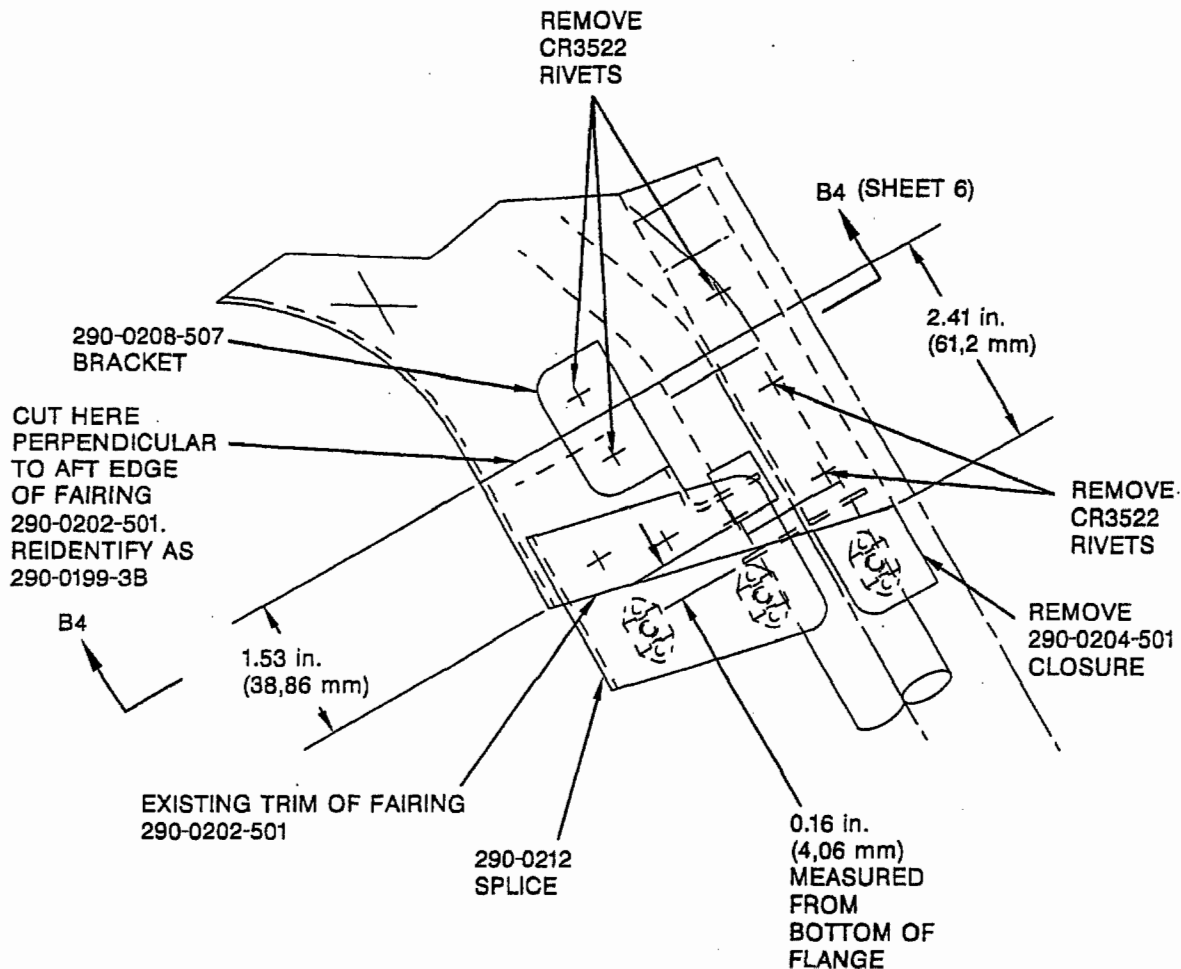 REMOVE
CR3522
RIVETS
B4 (SHEET 6)
2.41 in.
(61,2 mm)
290-0208-507
BRACKET
CUT HERE
PERPENDICULAR
TO AFT EDGE
OF FAIRING
290-0202-501.
REIDENTIFY AS
290-0199-3B
B4
1.53 in.
(38,86 mm)
REMOVE
CR3522
RIVETS
REMOVE
290-0204-501
CLOSURE
EXISTING TRIM OF FAIRING
290-0202-501
290-0212
SPLICE
0.16 in.
(4,06 mm)
MEASURED
FROM
BOTTOM OF
FLANGE